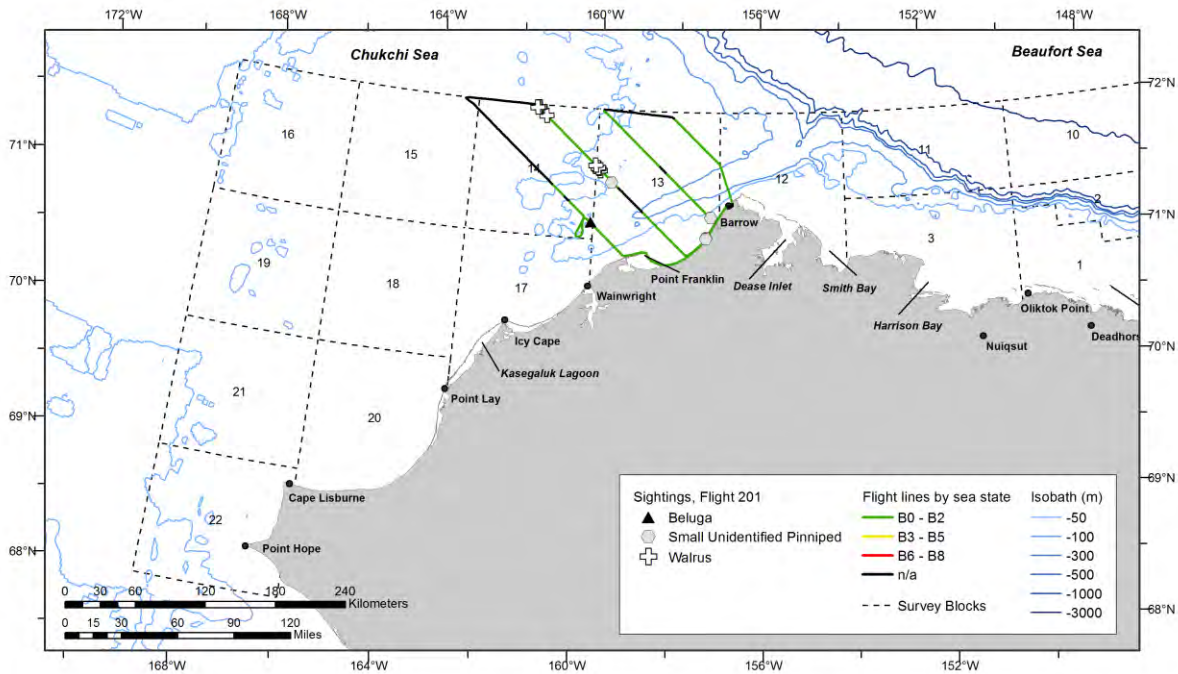 172°W 168°W 164°W 160°W 156°W 152°W 148°W
Chukchi Sea
Beaufort Sea
72°N
71°N
71°N
70°N
70°N
69°N
69°N
68°N
68°N
16
15
14
13
12
11
10
2
3
1
19
18
17
21
20
22
Barrow
Point Franklin
Dease Inlet
Smith Bay
Harrison Bay
Oliktok Point
Nuiqsut
Deadhors
Wainwright
Icy Cape
Kasegaluk Lagoon
Point Lay
Cape Lisburne
Point Hope
0 30 60 120 180 240
Kilometers
0 15 30 60 90 120
Miles
Sightings, Flight 201
Beluga
Small Unidentified Pinniped
Walrus
Flight lines by sea state
B0 - B2
B3 - B5
B6 - B8
n/a
Survey Blocks
Isobath (m)
-50
-100
-300
-500
-1000
-3000
168°W 164°W 160°W 156°W 152°W